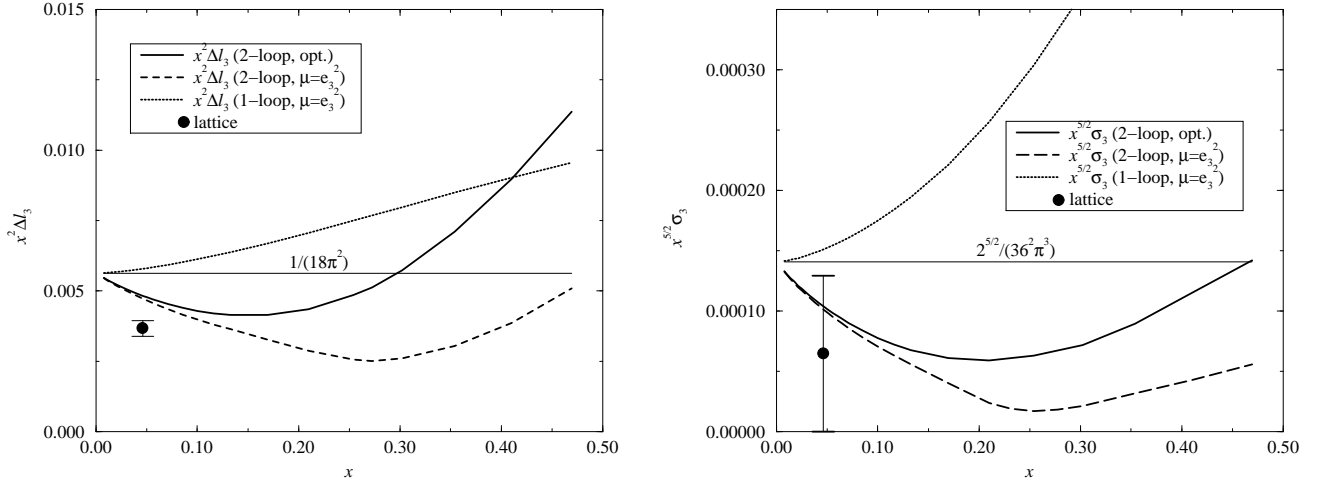 0.015
0.010
0.005
0.000
x²Δl₃
x²Δl₃ (2−loop, opt.)
x²Δl₃ (2−loop, μ=e₃²)
x²Δl₃ (1−loop, μ=e₃²)
lattice
1/(18π²)
0.00 0.10 0.20 0.30 0.40 0.50
x
0.00030
0.00020
0.00010
0.00000
x^{5/2}σ₃
x^{5/2}σ₃ (2−loop, opt.)
x^{5/2}σ₃ (2−loop, μ=e₃²)
x^{5/2}σ₃ (1−loop, μ=e₃²)
lattice
2^{5/2}/(36²π³)
0.00 0.10 0.20 0.30 0.40 0.50
x